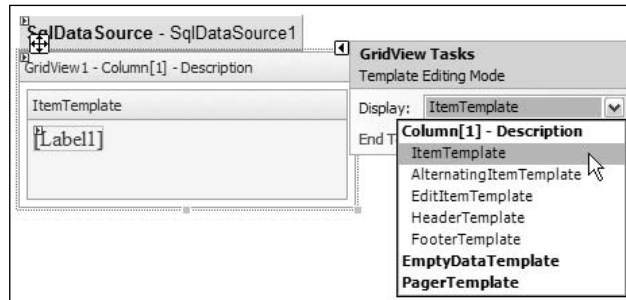 SqlDataSource - SqlDataSource1
GridView1 - Column[1] - Description
ItemTemplate
[Label1]
GridView Tasks
Template Editing Mode
Display: ItemTemplate
End T
Column[1] - Description
ItemTemplate
AlternatingItemTemplate
EditItemTemplate
HeaderTemplate
FooterTemplate
EmptyDataTemplate
PagerTemplate